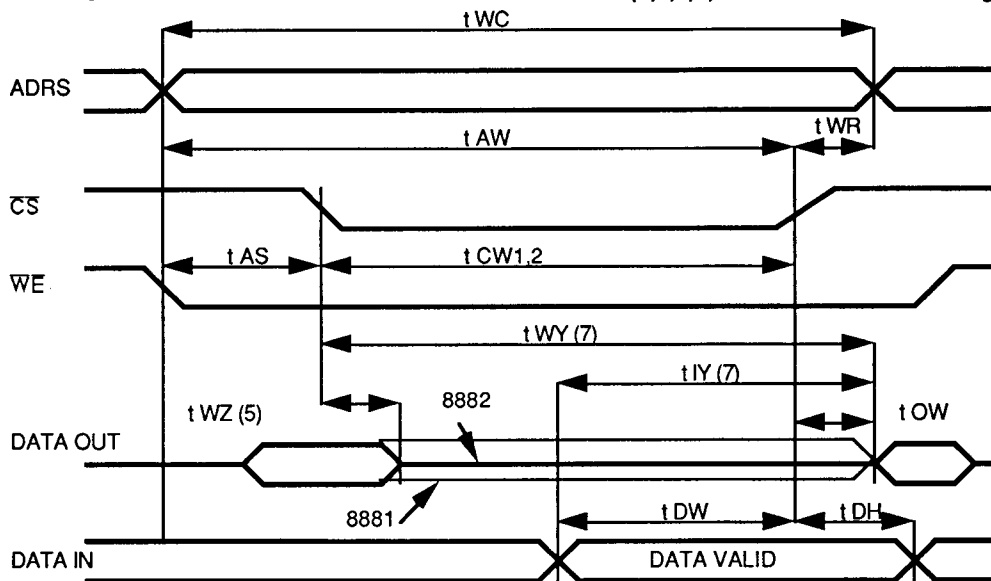 t WC
ADRS
t AW
t WR
CS
t AS
t CW1,2
WE
t WY (7)
t IY (7)
t WZ (5)
8882
t OW
DATA OUT
8881
t DW
t DH
DATA IN
DATA VALID